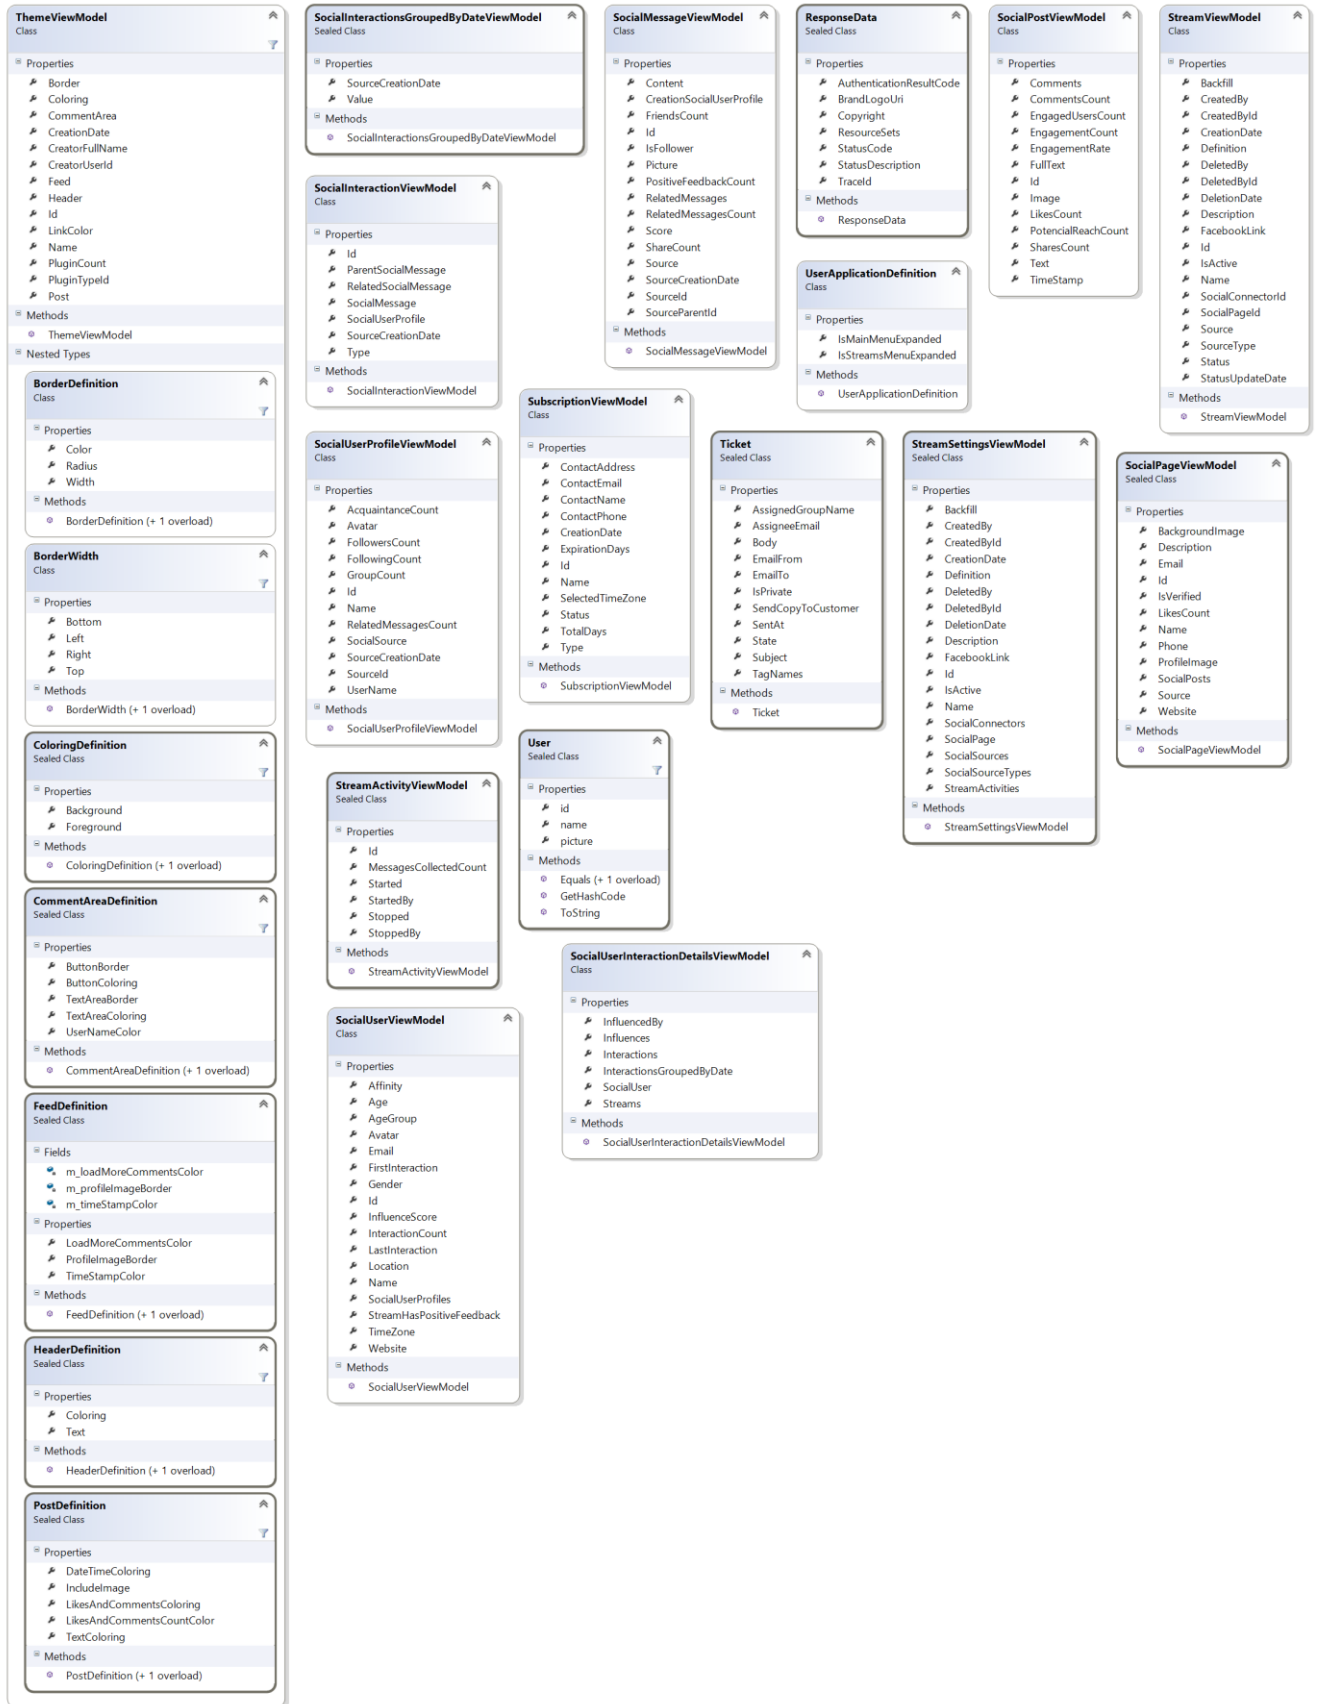 ThemeViewModel
Class
Properties
Border
Coloring
CommentArea
CreationDate
CreatorFullName
CreatorUserId
Feed
Header
Id
LinkColor
Name
PluginCount
PluginTypeId
Post
Methods
ThemeViewModel
Nested Types
BorderDefinition
Class
Properties
Color
Radius
Width
Methods
BorderDefinition (+ 1 overload)
BorderWidth
Class
Properties
Bottom
Left
Right
Top
Methods
BorderWidth (+ 1 overload)
ColoringDefinition
Sealed Class
Properties
Background
Foreground
Methods
ColoringDefinition (+ 1 overload)
CommentAreaDefinition
Sealed Class
Properties
ButtonBorder
ButtonColoring
TextAreaBorder
TextAreaColoring
UserNameColor
Methods
CommentAreaDefinition (+ 1 overload)
FeedDefinition
Sealed Class
Fields
m_loadMoreCommentsColor
m_profileImageBorder
m_timeStampColor
Properties
LoadMoreCommentsColor
ProfileImageBorder
TimeStampColor
Methods
FeedDefinition (+ 1 overload)
HeaderDefinition
Sealed Class
Properties
Coloring
Text
Methods
HeaderDefinition (+ 1 overload)
PostDefinition
Sealed Class
Properties
DateTimeColoring
IncludeImage
LikesAndCommentsColoring
LikesAndCommentsCountColor
TextColoring
Methods
PostDefinition (+ 1 overload)
SocialInteractionsGroupedByDateViewModel
Sealed Class
Properties
SourceCreationDate
Value
Methods
SocialInteractionsGroupedByDateViewModel
SocialInteractionViewModel
Class
Properties
Id
ParentSocialMessage
RelatedSocialMessage
SocialMessage
SocialUserProfile
SourceCreationDate
Type
Methods
SocialInteractionViewModel
SocialUserProfileViewModel
Class
Properties
AcquaintanceCount
Avatar
FollowersCount
FollowingCount
GroupCount
Id
Name
RelatedMessagesCount
SocialSource
SourceCreationDate
SourceId
UserName
Methods
SocialUserProfileViewModel
StreamActivityViewModel
Sealed Class
Properties
Id
MessagesCollectedCount
Started
StartedBy
Stopped
StoppedBy
Methods
StreamActivityViewModel
SocialUserViewModel
Class
Properties
Affinity
Age
AgeGroup
Avatar
Email
FirstInteraction
Gender
Id
InfluenceScore
InteractionCount
LastInteraction
Location
Name
SocialUserProfiles
StreamHasPositiveFeedback
TimeZone
Website
Methods
SocialUserViewModel
SocialMessageViewModel
Class
Properties
Content
CreationSocialUserProfile
FriendsCount
Id
IsFollower
Picture
PositiveFeedbackCount
RelatedMessages
RelatedMessagesCount
Score
ShareCount
Source
SourceCreationDate
SourceId
SourceParentId
Methods
SocialMessageViewModel
SubscriptionViewModel
Class
Properties
ContactAddress
ContactEmail
ContactName
ContactPhone
CreationDate
ExpirationDays
Id
Name
SelectedTimeZone
Status
TotalDays
Type
Methods
SubscriptionViewModel
User
Sealed Class
Properties
id
name
picture
Methods
Equals (+ 1 overload)
GetHashCode
ToString
SocialUserInteractionDetailsViewModel
Class
Properties
InfluencedBy
Influences
Interactions
InteractionsGroupedByDate
SocialUser
Streams
Methods
SocialUserInteractionDetailsViewModel
ResponseData
Sealed Class
Properties
AuthenticationResultCode
BrandLogoUri
Copyright
ResourceSets
StatusCode
StatusDescription
TraceId
Methods
ResponseData
UserApplicationDefinition
Class
Properties
IsMainMenuExpanded
IsStreamsMenuExpanded
Methods
UserApplicationDefinition
Ticket
Sealed Class
Properties
AssignedGroupName
AssigneeEmail
Body
EmailFrom
EmailTo
IsPrivate
SendCopyToCustomer
SentAt
State
Subject
TagNames
Methods
Ticket
SocialPostViewModel
Class
Properties
Comments
CommentsCount
EngagedUsersCount
EngagementCount
EngagementRate
FullText
Id
Image
LikesCount
PotencialReachCount
SharesCount
Text
TimeStamp
StreamSettingsViewModel
Sealed Class
Properties
Backfill
CreatedBy
CreatedById
CreationDate
Definition
DeletedBy
DeletedById
DeletionDate
Description
FacebookLink
Id
IsActive
Name
SocialConnectors
SocialPage
SocialSources
SocialSourceTypes
StreamActivities
Methods
StreamSettingsViewModel
StreamViewModel
Class
Properties
Backfill
CreatedBy
CreatedById
CreationDate
Definition
DeletedBy
DeletedById
DeletionDate
Description
FacebookLink
Id
IsActive
Name
SocialConnectorId
SocialPageId
Source
SourceType
Status
StatusUpdateDate
Methods
StreamViewModel
SocialPageViewModel
Sealed Class
Properties
BackgroundImage
Description
Email
Id
IsVerified
LikesCount
Name
Phone
ProfileImage
SocialPosts
Source
Website
Methods
SocialPageViewModel